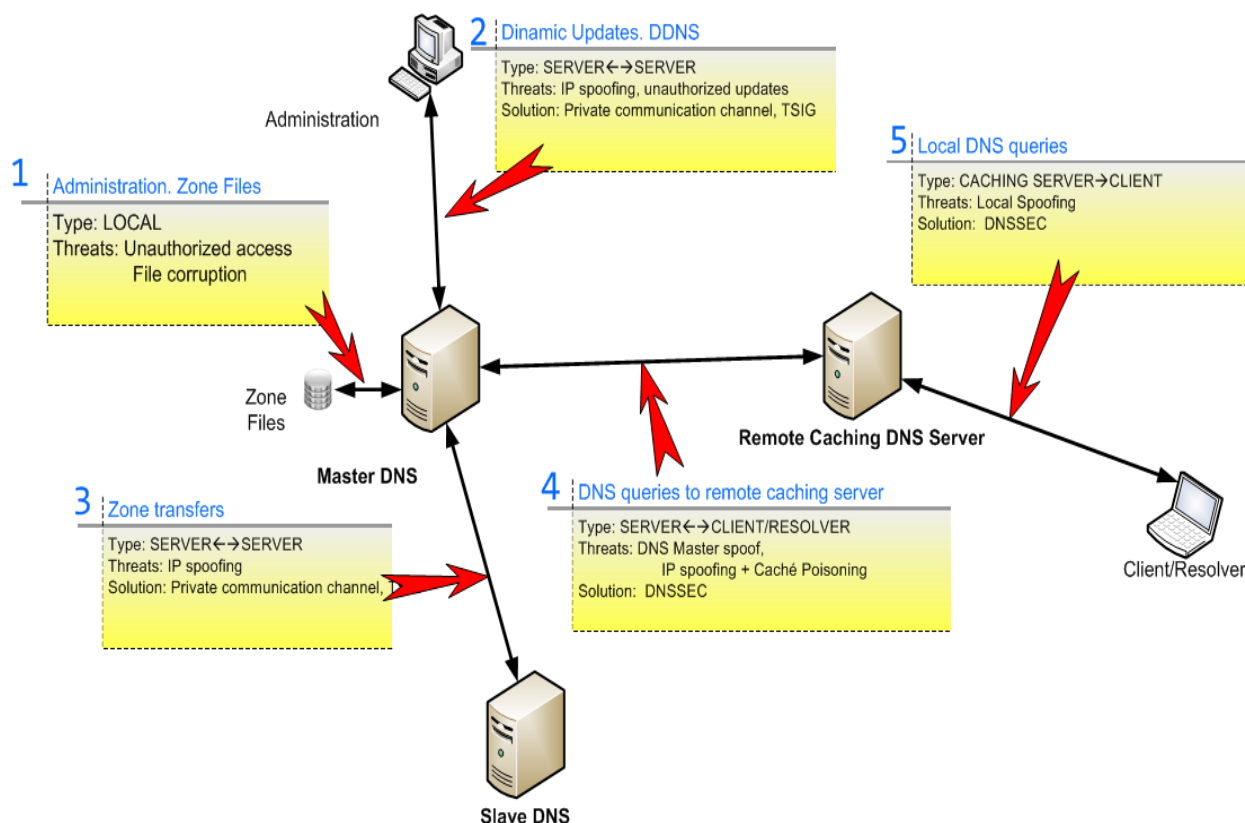 2 Dinamic Updates. DDNS
Type: SERVER←→SERVER
Threats: IP spoofing, unauthorized updates
Solution: Private communication channel, TSIG
Administration
1 Administration. Zone Files
Type: LOCAL
Threats: Unauthorized access
File corruption
5 Local DNS queries
Type: CACHING SERVER→CLIENT
Threats: Local Spoofing
Solution: DNSSEC
Zone
Files
Master DNS
Remote Caching DNS Server
3 Zone transfers
Type: SERVER←→SERVER
Threats: IP spoofing
Solution: Private communication channel,
4 DNS queries to remote caching server
Type: SERVER←→CLIENT/RESOLVER
Threats: DNS Master spoof,
IP spoofing + Caché Poisoning
Solution: DNSSEC
Client/Resolver
Slave DNS